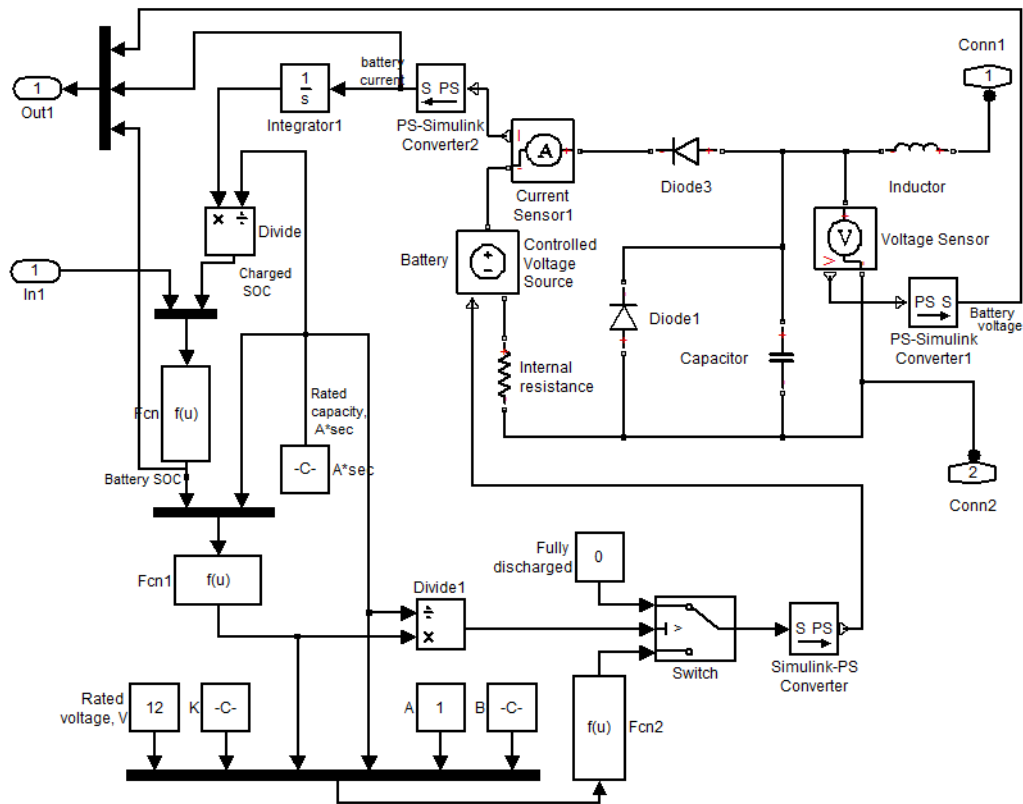 Conn1
1
1
Out1
battery
current
1
s
Integrator1
S PS
PS-Simulink
Converter2
I
A
+
-
Current
Sensor1
- +
Diode3
- +
Inductor
× ÷
Divide
V
+
-
V
Voltage Sensor
1
In1
Charged
SOC
Battery
+
-
Controlled
Voltage
Source
-
Diode1
+
+
Capacitor
-
PS S
Battery
voltage
PS-Simulink
Converter1
+
Internal
resistance
-
Fcn
f(u)
Rated
capacity,
A*sec
-C-
A*sec
Battery SOC
2
Conn2
Fcn1
f(u)
Fully
discharged
0
Divide1
÷
×
>
Switch
S PS
Simulink-PS
Converter
Rated
voltage, V
12
K
-C-
A
1
B
-C-
f(u)
Fcn2